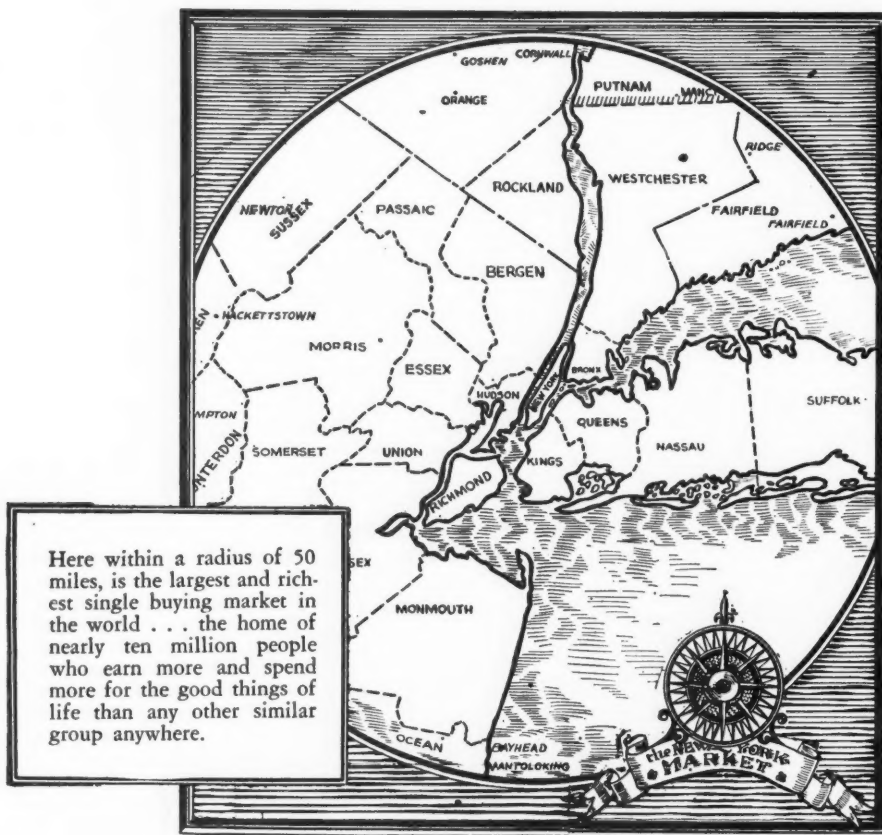 GOSHEN
CORNWALL
ORANGE
PUTNAM
RIDGE
ROCKLAND
WESTCHESTER
NEWTON
SUSSEX
PASSAIC
FAIRFIELD
FAIRFIELD
BERGEN
HACKETTSTOWN
MORRIS
ESSEX
HUDSON
NEW YORK
BRONX
SUFFOLK
QUEENS
NASSAU
SOMERSET
UNION
KINGS
RICHMOND
MONMOUTH
OCEAN
BAYHEAD
MANTOLOKING
the NEW YORK
MARKET
Here within a radius of 50
miles, is the largest and rich-
est single buying market in
the world . . . the home of
nearly ten million people
who earn more and spend
more for the good things of
life than any other similar
group anywhere.